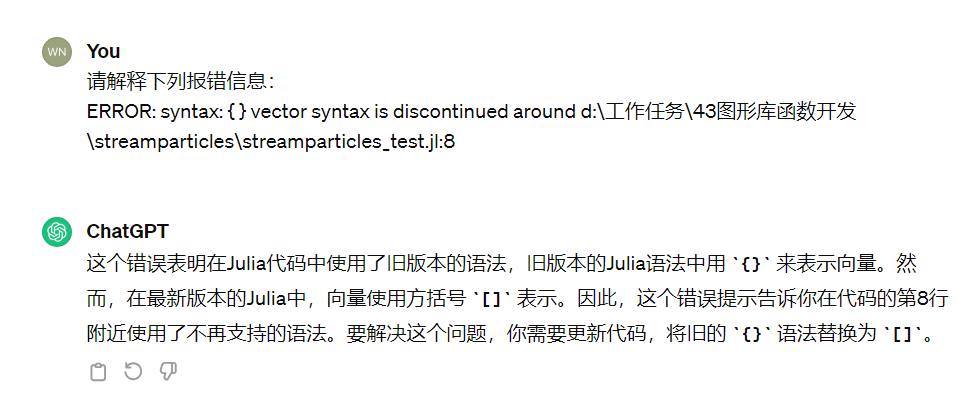 WN
You
请解释下列报错信息：
ERROR: syntax: { } vector syntax is discontinued around d:\工作任务\43图形库函数开发
\streamparticles\streamparticles_test.jl:8
ChatGPT
这个错误表明在Julia代码中使用了旧版本的语法，旧版本的Julia语法中用 `{}` 来表示向量。然
而，在最新版本的Julia中，向量使用方括号 `[]` 表示。因此，这个错误提示告诉你在代码的第8行
附近使用了不再支持的语法。要解决这个问题，你需要更新代码，将旧的 `{}` 语法替换为 `[]`。